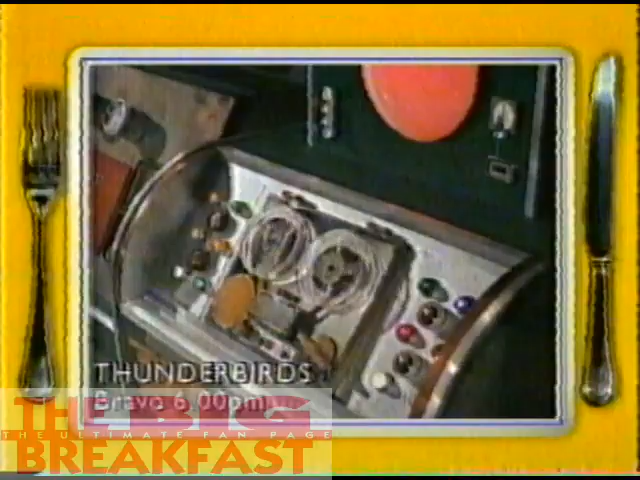 THUNDERBIRDS
Bravo 6.00pm
THE BIG
THE ULTIMATE FAN PAGE
BREAKFAST